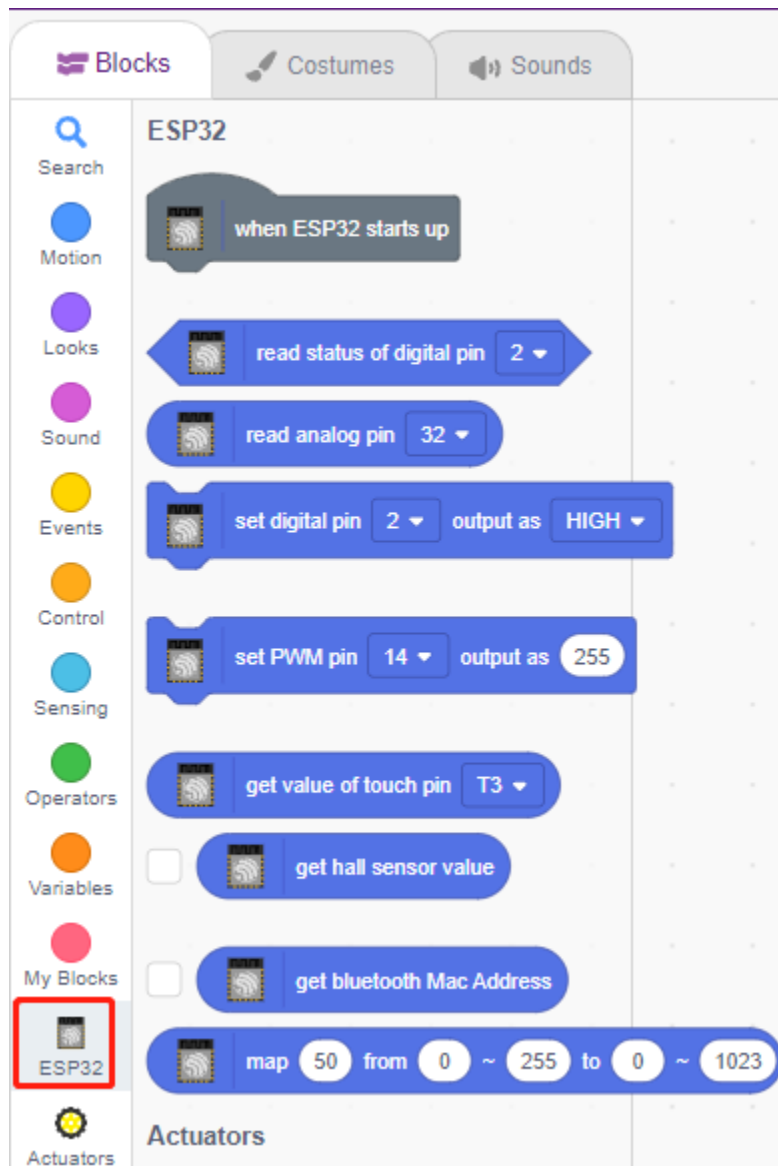 Blocks
Costumes
Sounds
Search
Motion
Looks
Sound
Events
Control
Sensing
Operators
Variables
My Blocks
ESP32
Actuators
ESP32
when ESP32 starts up
read status of digital pin 2
read analog pin 32
set digital pin 2 output as HIGH
set PWM pin 14 output as 255
get value of touch pin T3
get hall sensor value
get bluetooth Mac Address
map 50 from 0 ~ 255 to 0 ~ 1023
Actuators